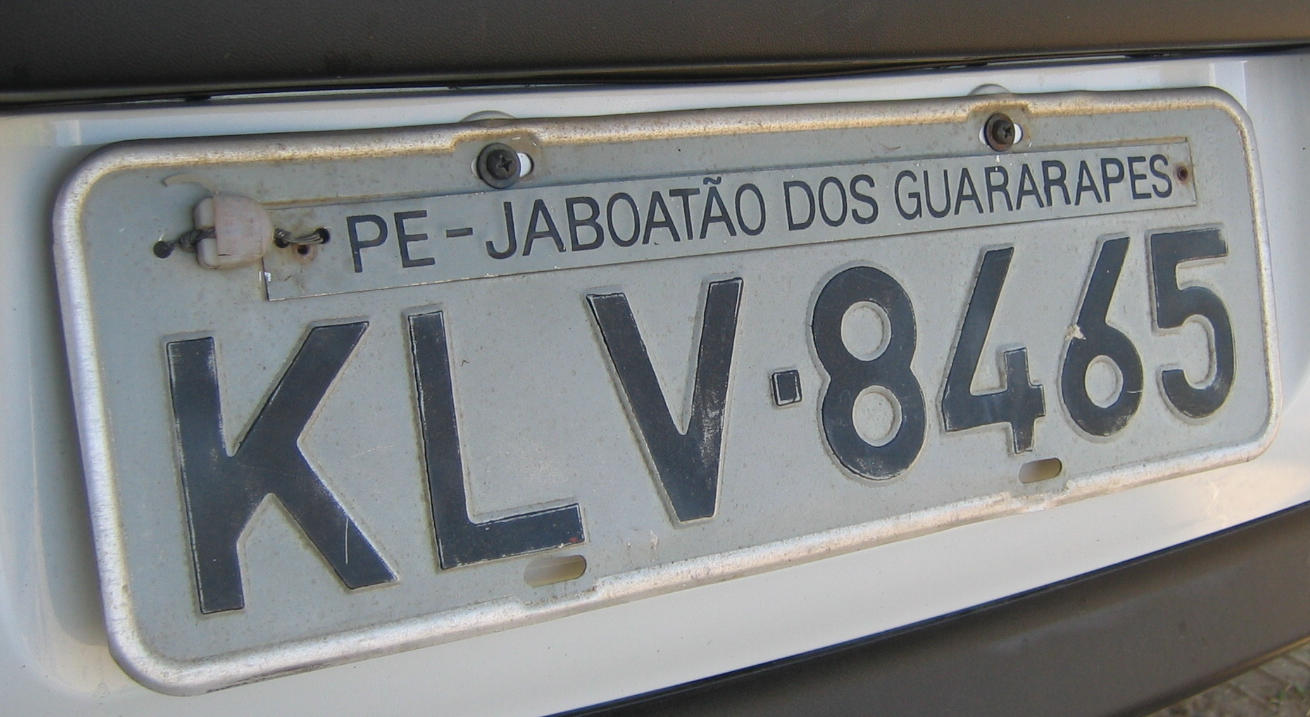 PE-JABOATÃO DOS GUARARAPES
KLV·8465